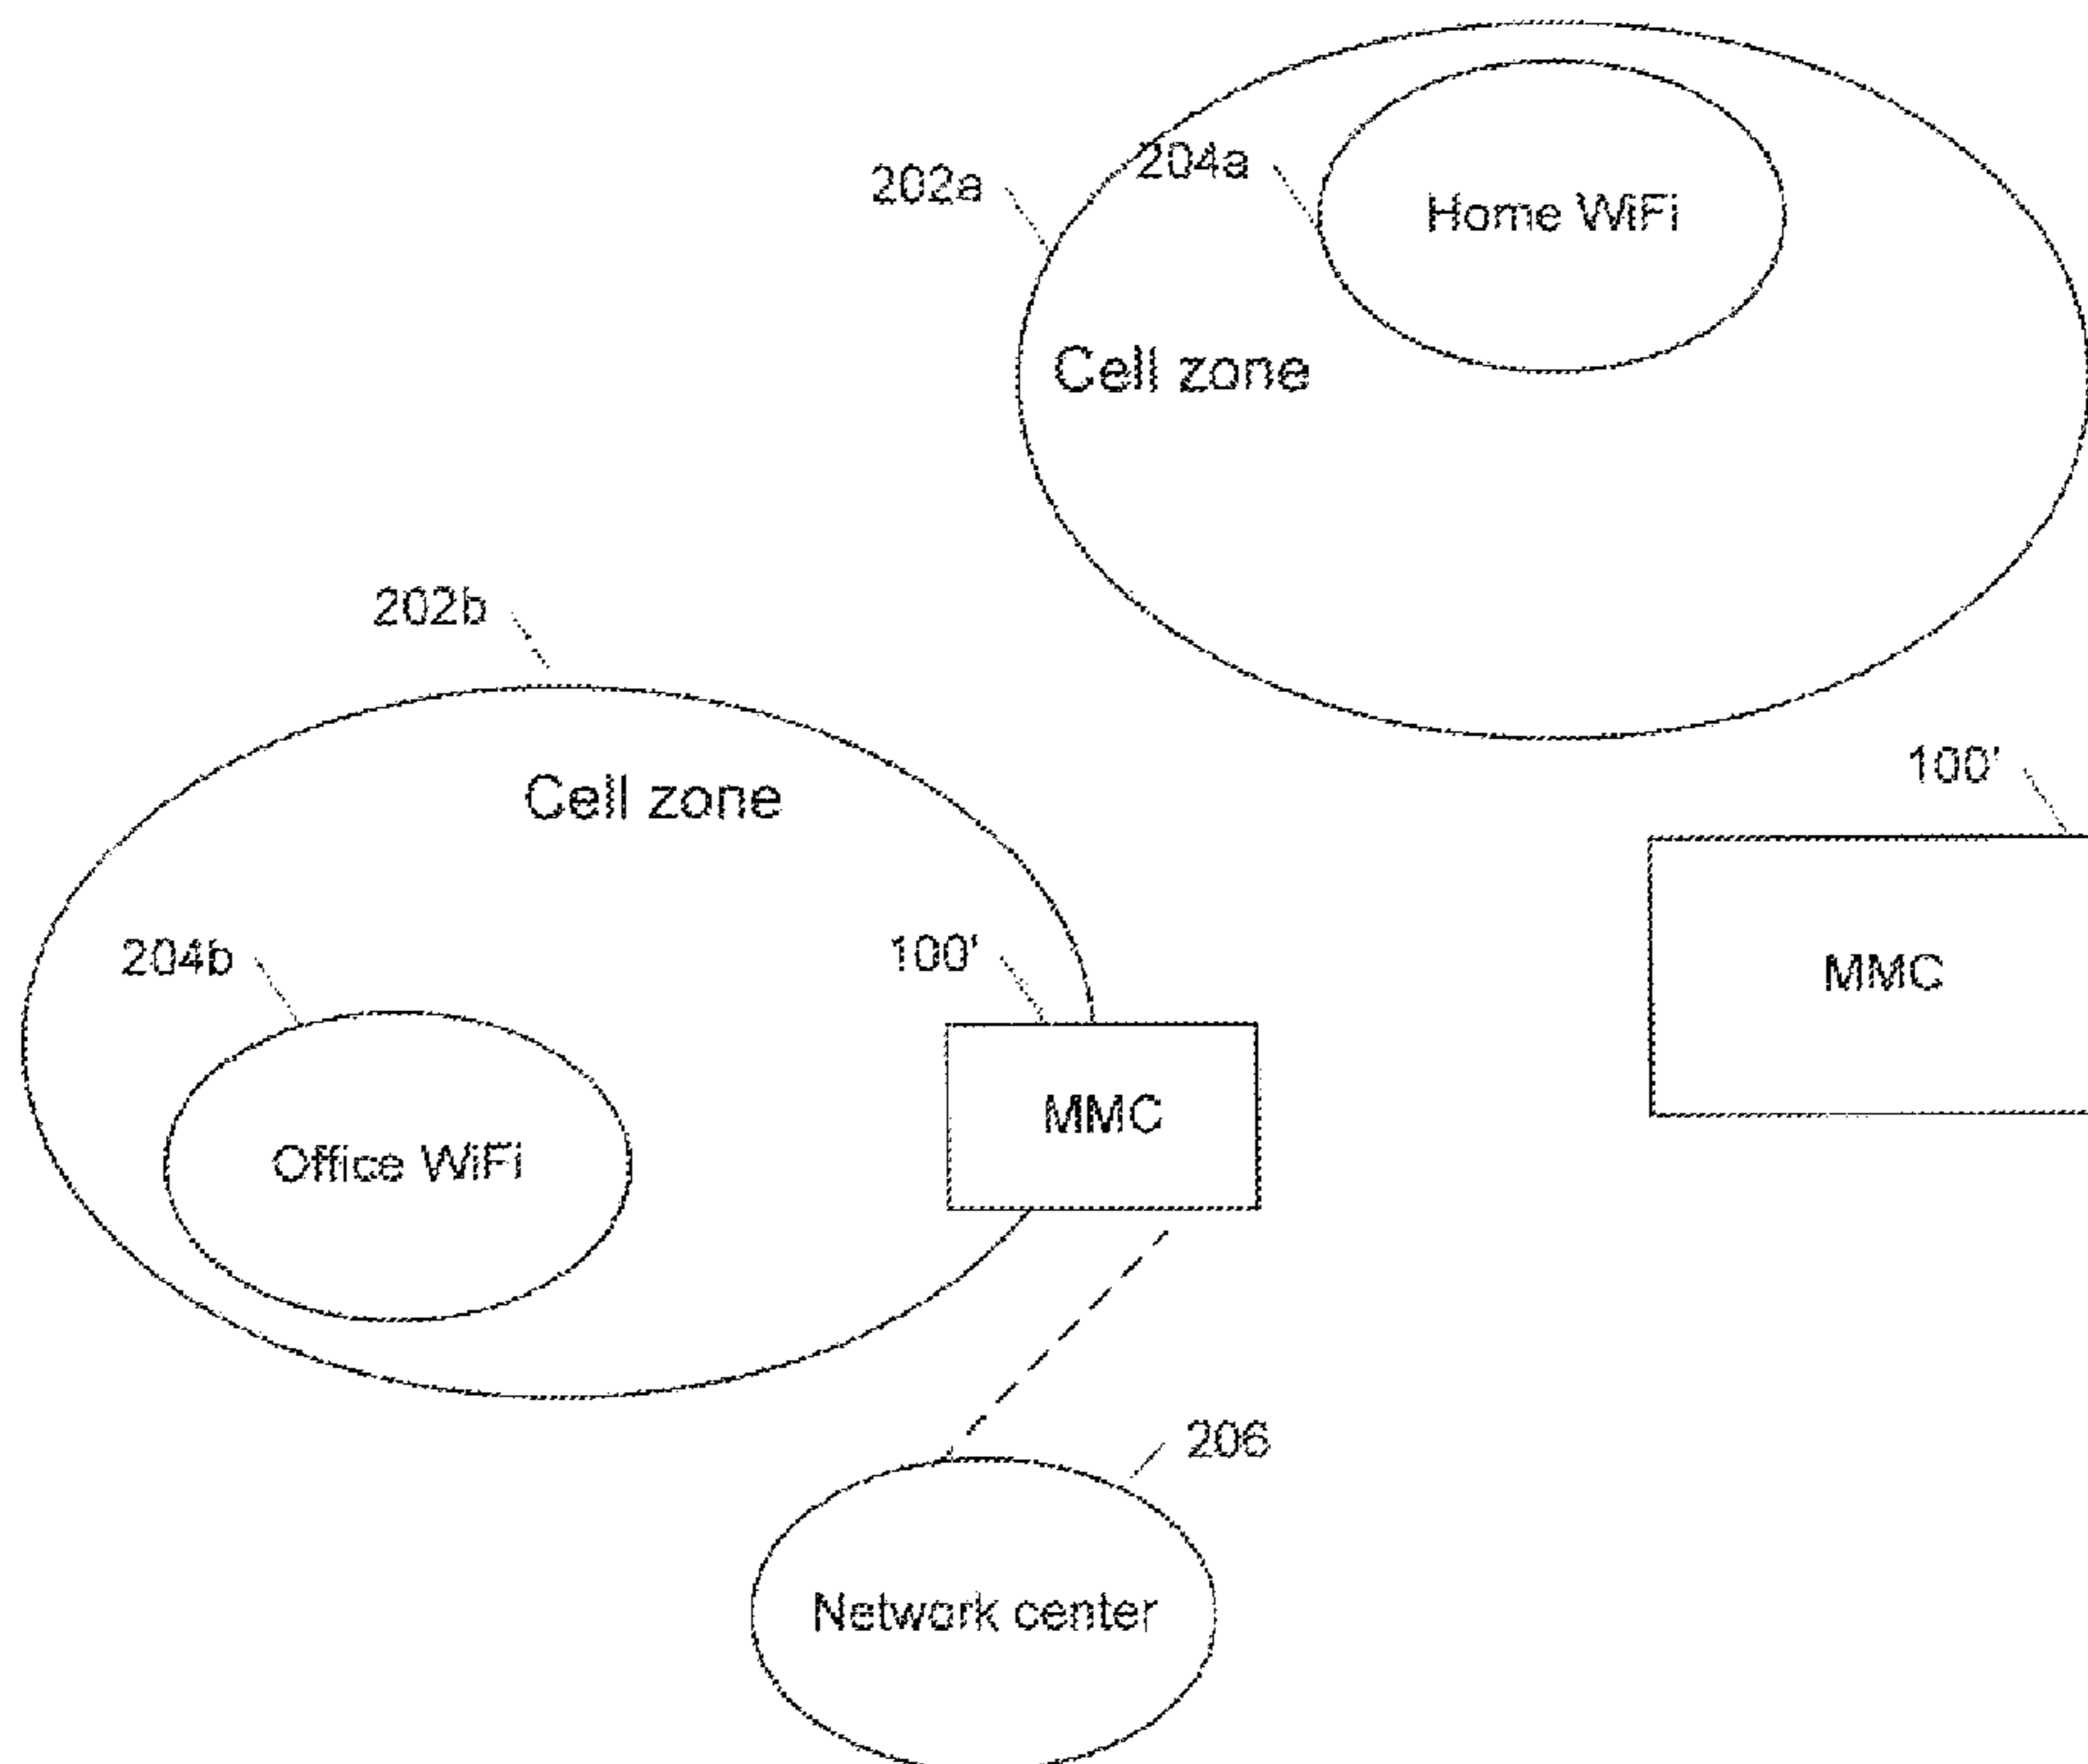 204a
202a
Home WiFi
Cell zone
202b
100'
Cell zone
204b
100'
MMC
MMC
Office WiFi
206
Network center